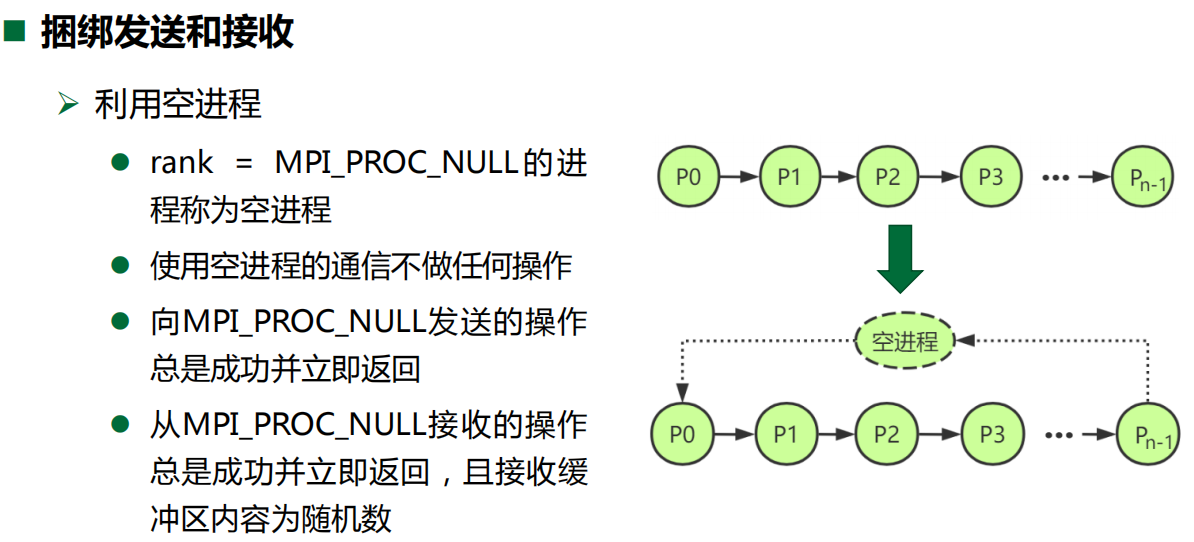 捆绑发送和接收
利用空进程
rank = MPI_PROC_NULL的进
程称为空进程
使用空进程的通信不做任何操作
向MPI_PROC_NULL发送的操作
总是成功并立即返回
从MPI_PROC_NULL接收的操作
总是成功并立即返回，且接收缓
冲区内容为随机数
P0 P1 P2 P3 ••• Pn-1
空进程
P0 P1 P2 P3 ••• Pn-1